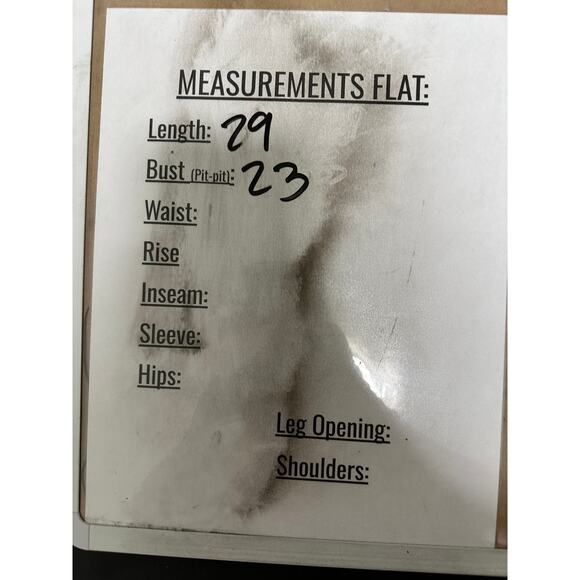 MEASUREMENTS FLAT:
Length: 29
Bust (Pit-pit): 23
Waist:
Rise
Inseam:
Sleeve:
Hips:
Leg Opening:
Shoulders: